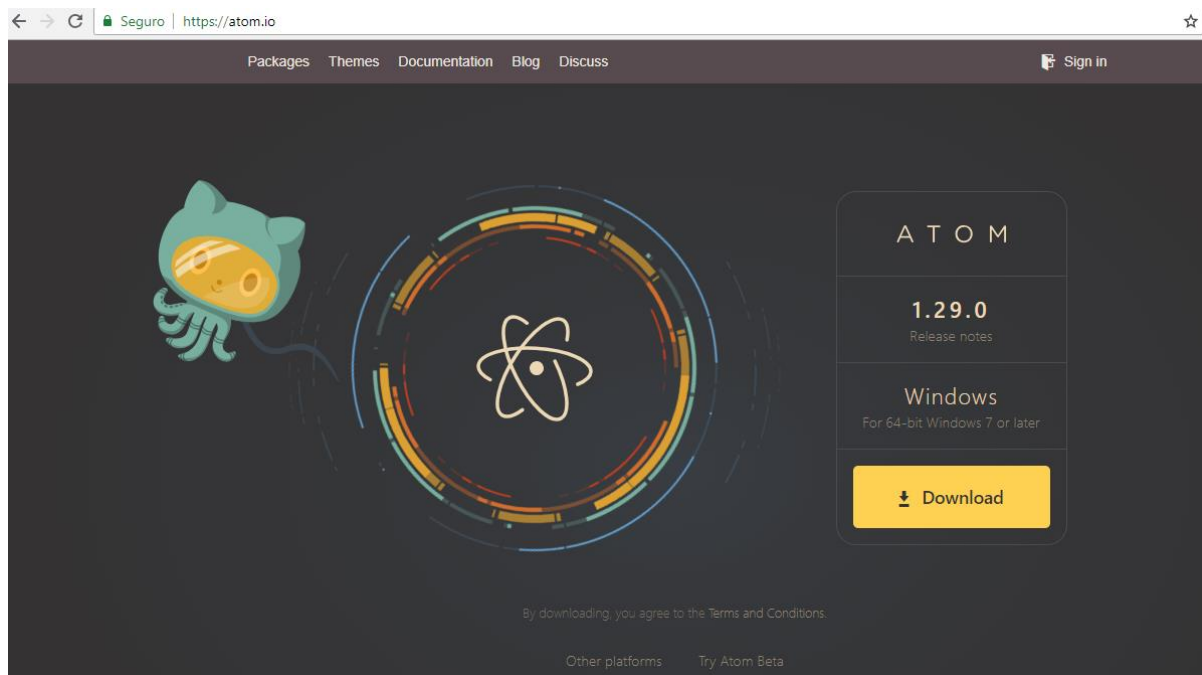 Seguro | https://atom.io
Packages Themes Documentation Blog Discuss Sign in
ATOM
1.29.0
Release notes
Windows
For 64-bit Windows 7 or later
Download
By downloading, you agree to the Terms and Conditions.
Other platforms Try Atom Beta